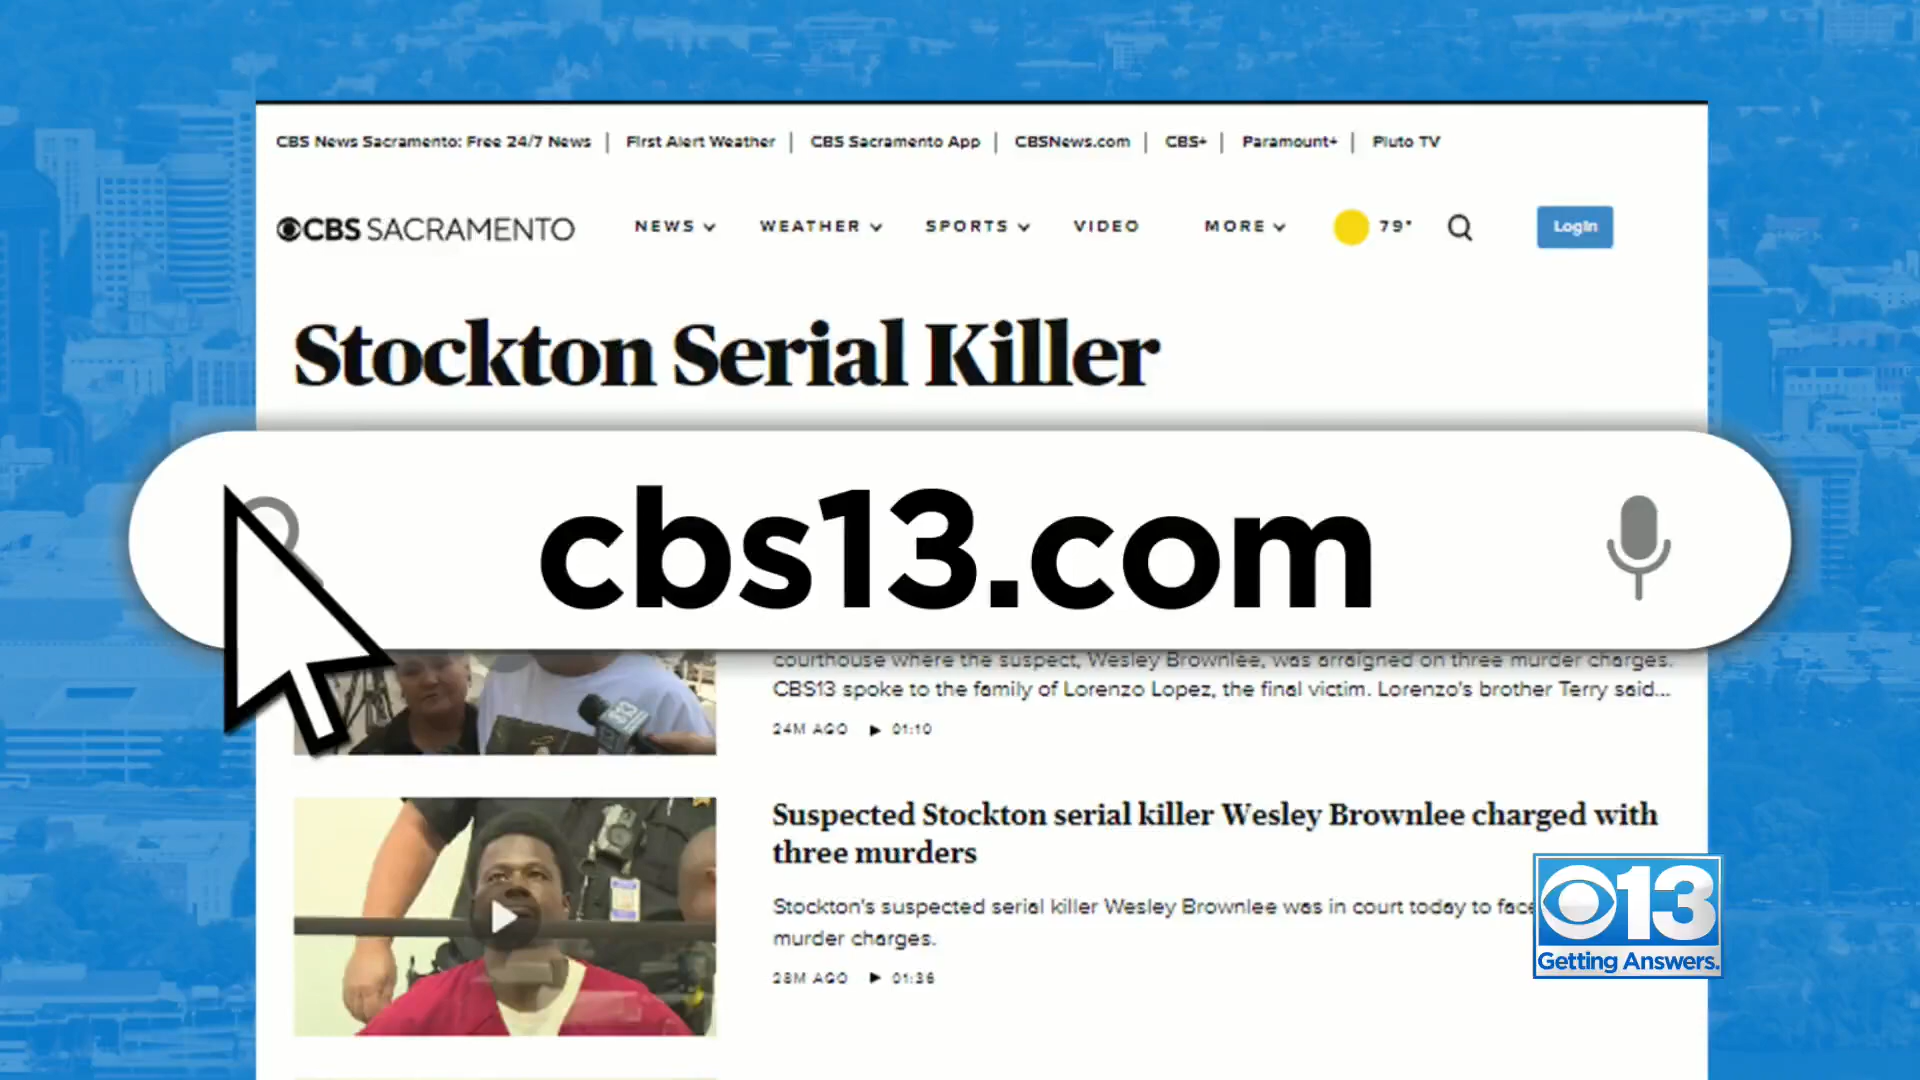 CBS News Sacramento: Free 24/7 News | First Alert Weather | CBS Sacramento App | CBSNews.com | CBS+ | Paramount+ | Pluto TV
CBS SACRAMENTO NEWS WEATHER SPORTS VIDEO MORE 79° Login
Stockton Serial Killer
cbs13.com
courthouse where the suspect, Wesley Brownlee, was arraigned on three murder charges.
CBS13 spoke to the family of Lorenzo Lopez, the final victim. Lorenzo's brother Terry said...
24M AGO 01:10
13
Suspected Stockton serial killer Wesley Brownlee charged with
three murders
Stockton's suspected serial killer Wesley Brownlee was in court today to face
murder charges.
28M AGO 01:36
13
Getting Answers.